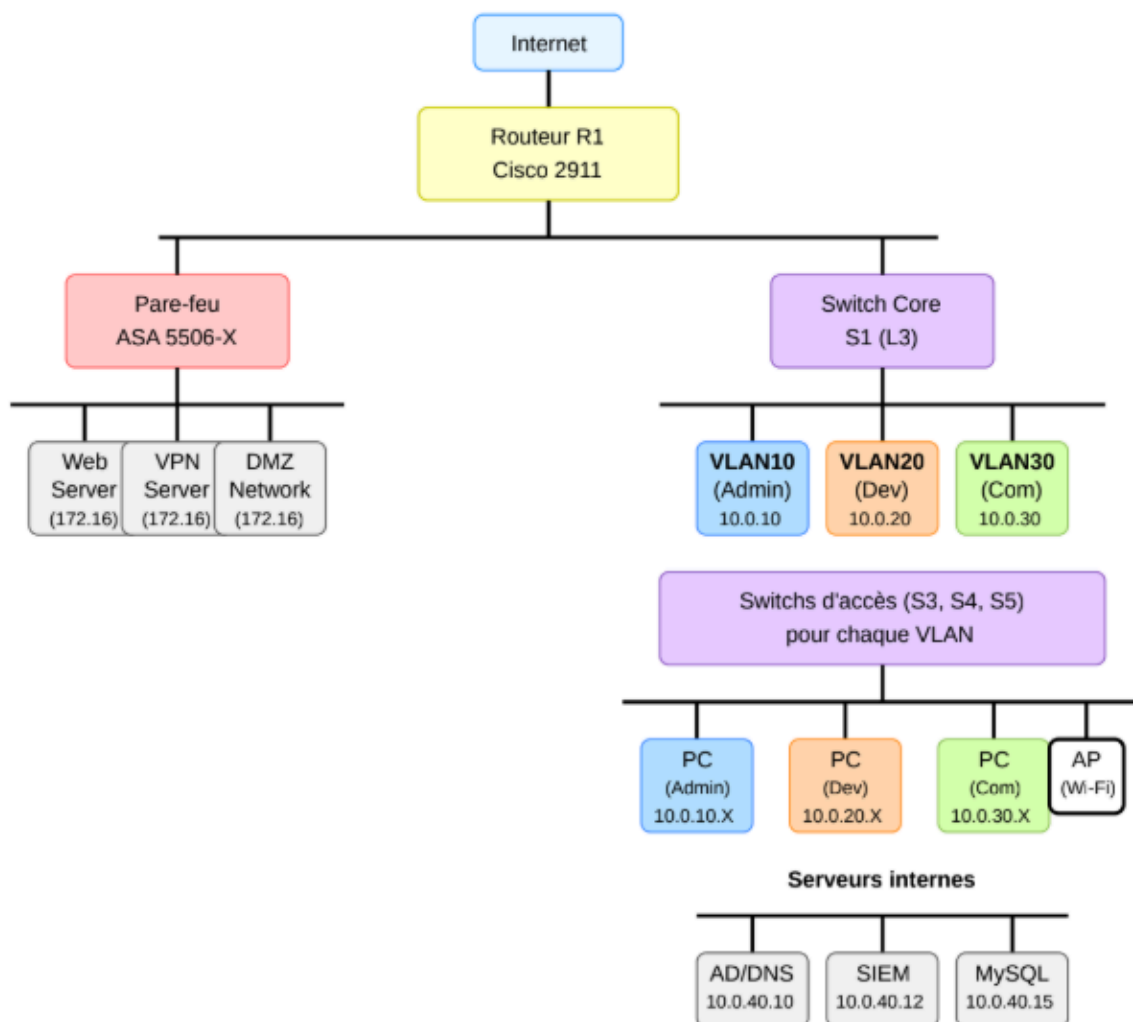 Internet
Routeur R1
Cisco 2911
Pare-feu
ASA 5506-X
Switch Core
S1 (L3)
Web
Server
(172.16)
VPN
Server
(172.16)
DMZ
Network
(172.16)
VLAN10
(Admin)
10.0.10
VLAN20
(Dev)
10.0.20
VLAN30
(Com)
10.0.30
Switchs d'accès (S3, S4, S5)
pour chaque VLAN
PC
(Admin)
10.0.10.X
PC
(Dev)
10.0.20.X
PC
(Com)
10.0.30.X
AP
(Wi-Fi)
Serveurs internes
AD/DNS
10.0.40.10
SIEM
10.0.40.12
MySQL
10.0.40.15